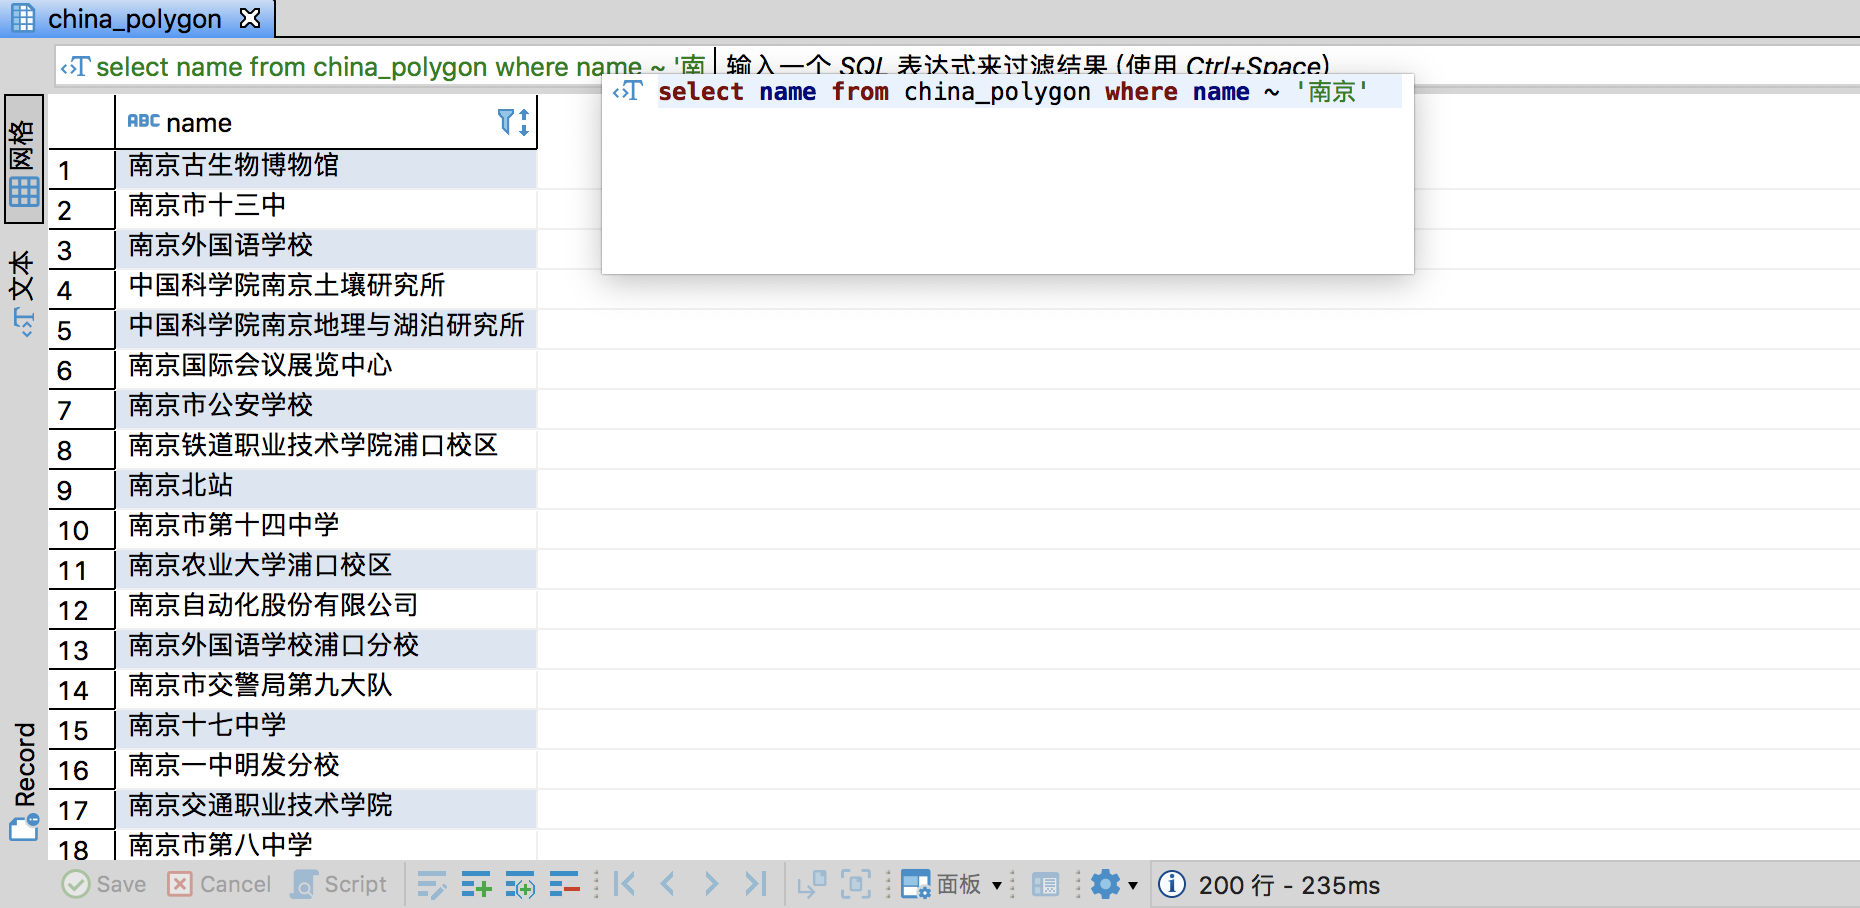 china_polygon
select name from china_polygon where name ~ '南
输入一个 SQL 表达式来过滤结果 (使用 Ctrl+Space)
select name from china_polygon where name ~ '南京'
网格
文本
Record
ABC name
1 南京古生物博物馆
2 南京市十三中
3 南京外国语学校
4 中国科学院南京土壤研究所
5 中国科学院南京地理与湖泊研究所
6 南京国际会议展览中心
7 南京市公安学校
8 南京铁道职业技术学院浦口校区
9 南京北站
10 南京市第十四中学
11 南京农业大学浦口校区
12 南京自动化股份有限公司
13 南京外国语学校浦口分校
14 南京市交警局第九大队
15 南京十七中学
16 南京一中明发分校
17 南京交通职业技术学院
18 南京市第八中学
Save Cancel Script 面板 200 行 - 235ms